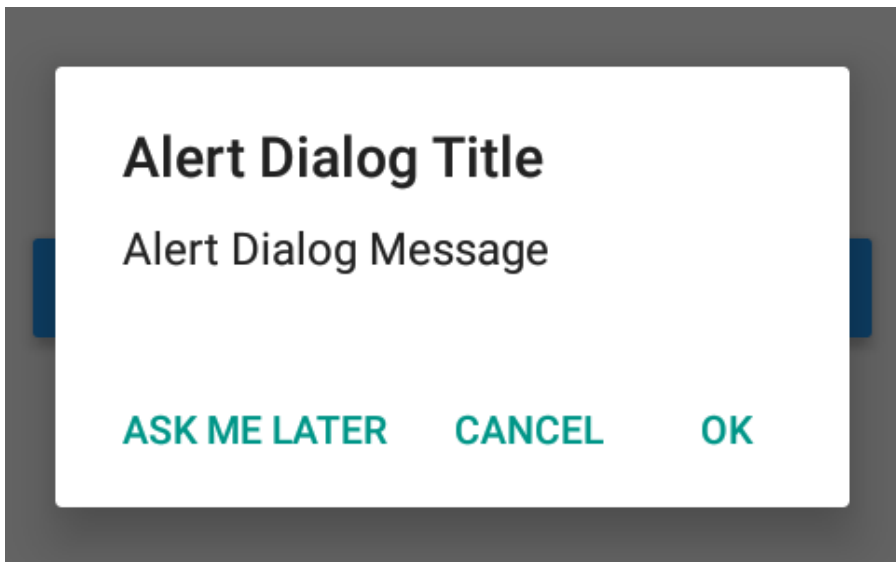 Alert Dialog Title
Alert Dialog Message
ASK ME LATER CANCEL OK